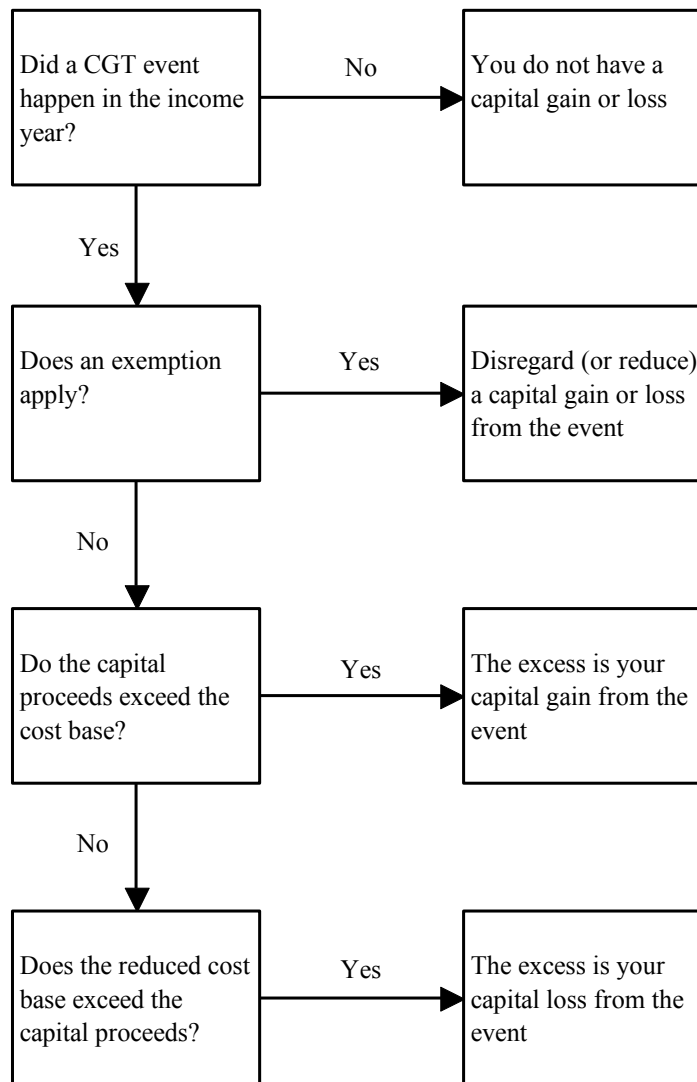 Did a CGT event
happen in the income
year?
No
You do not have a
capital gain or loss
Yes
Does an exemption
apply?
Yes
Disregard (or reduce)
a capital gain or loss
from the event
No
Do the capital
proceeds exceed the
cost base?
Yes
The excess is your
capital gain from the
event
No
Does the reduced cost
base exceed the
capital proceeds?
Yes
The excess is your
capital loss from the
event